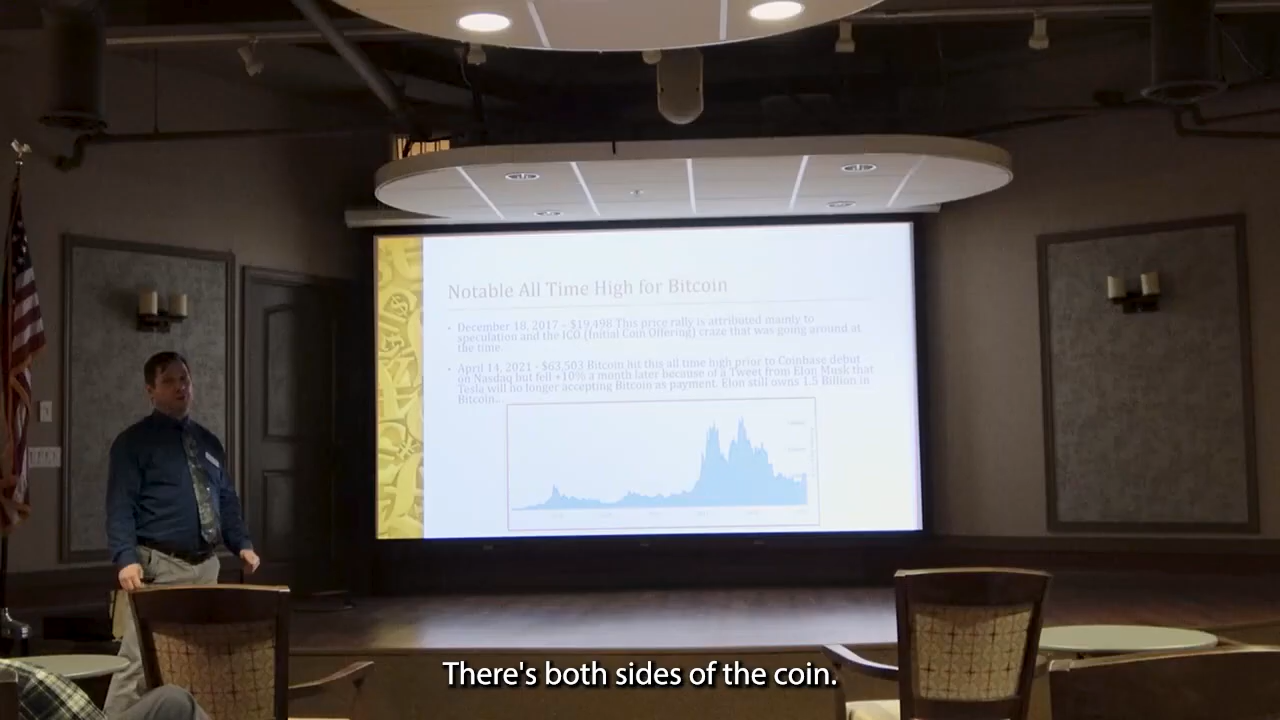 Notable All Time High for Bitcoin
• December 18, 2017 – $19,498 This price rally is attributed mainly to
speculation and the ICO (Initial Coin Offering) craze that was going around at
the time.
• April 14, 2021 - $63,503 Bitcoin hit this all time high prior to Coinbase debut
on Nasdaq but fell +10% a month later because of a Tweet from Elon Musk that
Tesla will no longer accepting Bitcoin as payment. Elon still owns 1.5 Billion in
Bitcoin...
There's both sides of the coin.